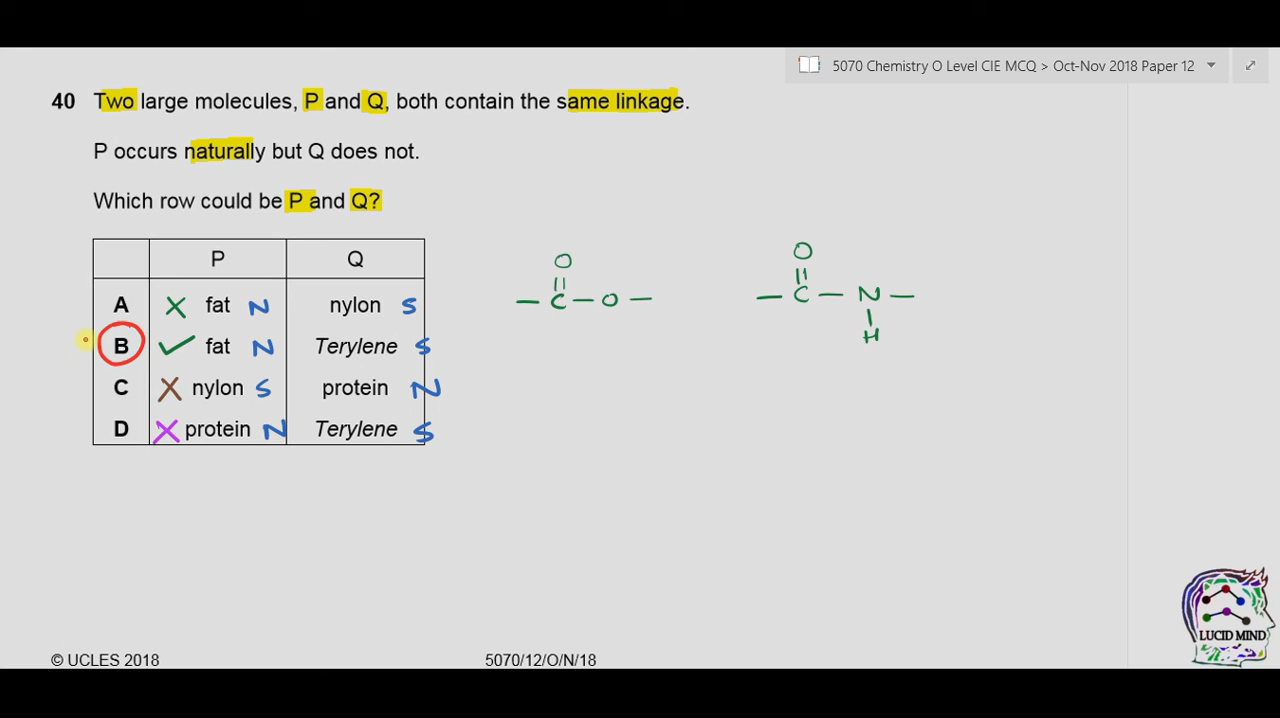 5070 Chemistry O Level CIE MCQ > Oct-Nov 2018 Paper 12
40 Two large molecules, P and Q, both contain the same linkage.
P occurs naturally but Q does not.
Which row could be P and Q?
P Q
A ✗ fat N nylon S
B ✓ fat N Terylene S
C ✗ nylon S protein N
D ✗ protein N Terylene S
O
||
— C — O —
O
||
— C — N —
|
H
LUCID MIND
© UCLES 2018 5070/12/O/N/18